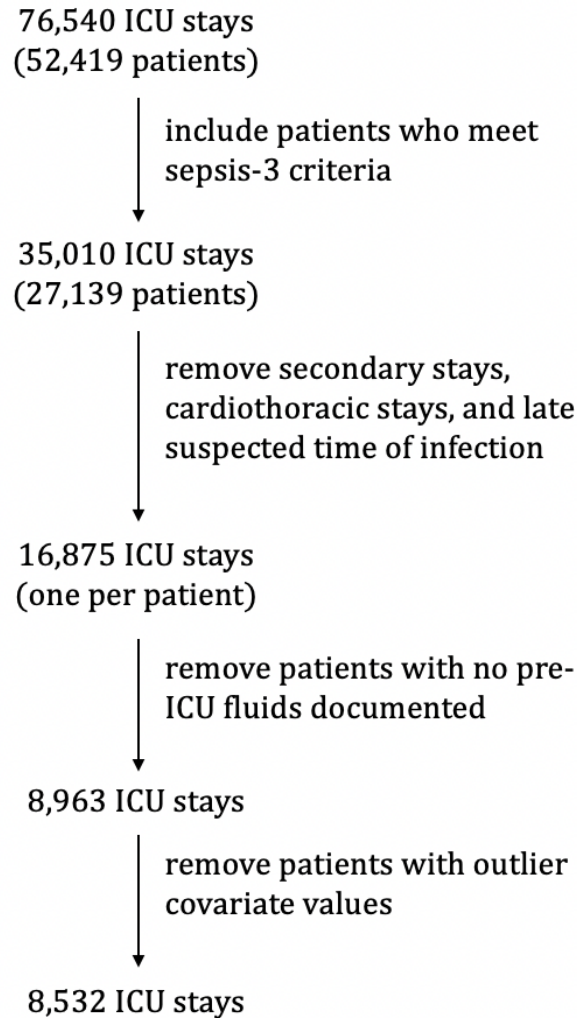 76,540 ICU stays
(52,419 patients)
include patients who meet
sepsis-3 criteria
35,010 ICU stays
(27,139 patients)
remove secondary stays,
cardiothoracic stays, and late
suspected time of infection
16,875 ICU stays
(one per patient)
remove patients with no pre-
ICU fluids documented
8,963 ICU stays
remove patients with outlier
covariate values
8,532 ICU stays